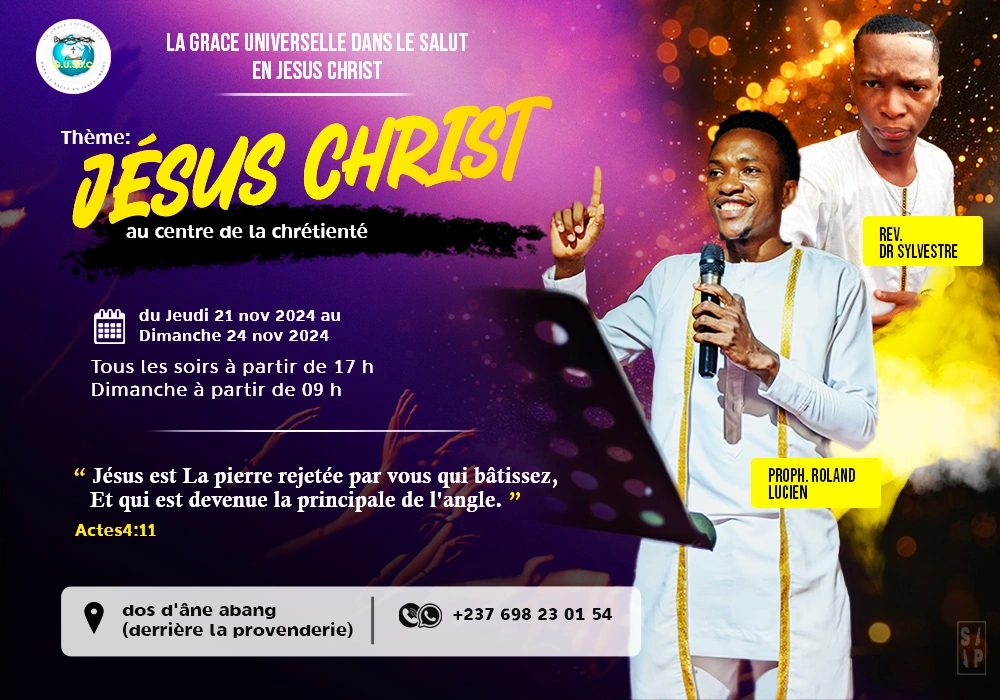 LA GRACE UNIVERSELLE DANS LE SALUT
EN JESUS CHRIST
Thème:
JÉSUS CHRIST
au centre de la chrétienté
du Jeudi 21 nov 2024 au
Dimanche 24 nov 2024
Tous les soirs à partir de 17 h
Dimanche à partir de 09 h
“ Jésus est La pierre rejetée par vous qui bâtissez,
Et qui est devenue la principale de l'angle. ”
Actes4:11
dos d'âne abang
(derrière la provenderie)
+237 698 23 01 54
REV.
DR SYLVESTRE
PROPH. ROLAND
LUCIEN